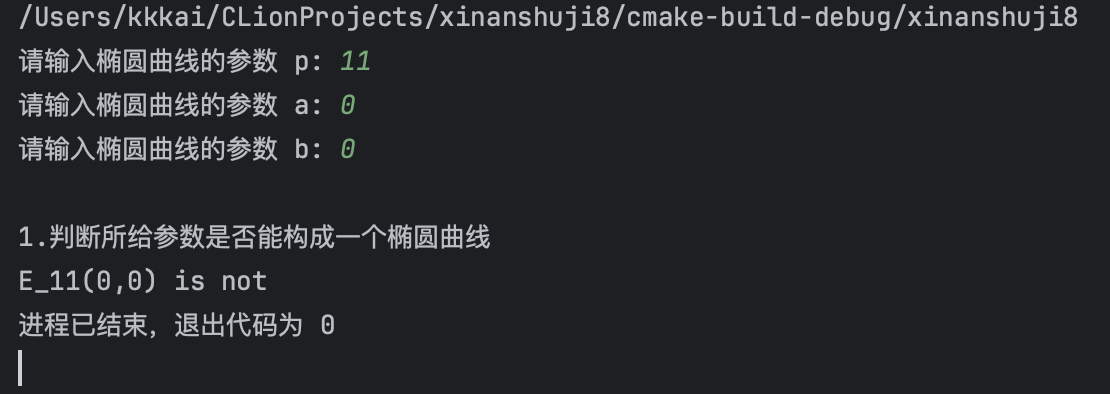 /Users/kkkai/CLionProjects/xinanshuji8/cmake-build-debug/xinanshuji8
请输入椭圆曲线的参数 p: 11
请输入椭圆曲线的参数 a: 0
请输入椭圆曲线的参数 b: 0
1.判断所给参数是否能构成一个椭圆曲线
E_11(0,0) is not
进程已结束，退出代码为 0